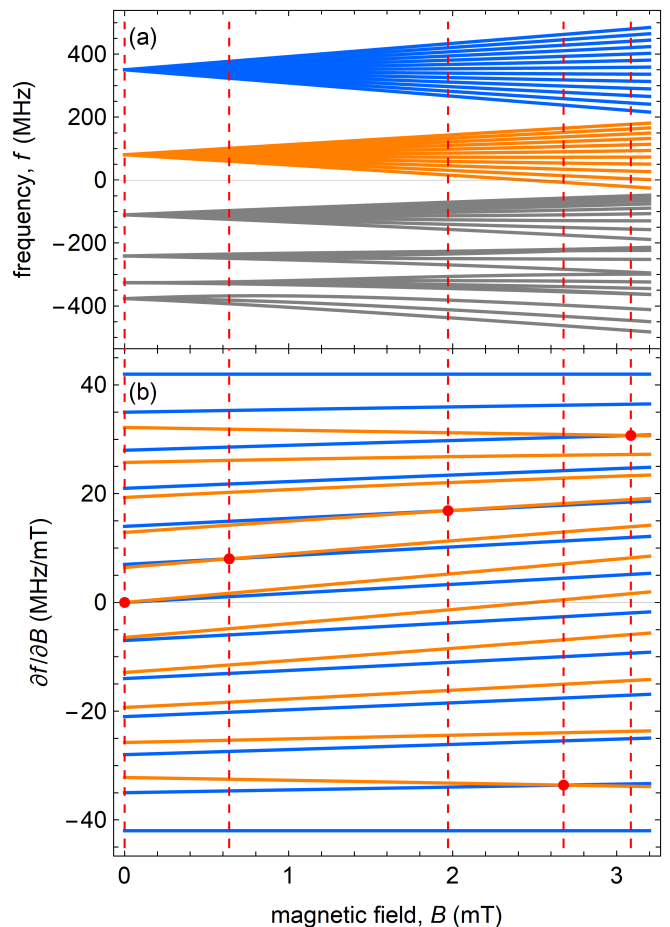 (a)
400
200
0
−200
−400
frequency, f (MHz)
(b)
40
20
0
−20
−40
∂f/∂B (MHz/mT)
0 1 2 3
magnetic field, B (mT)